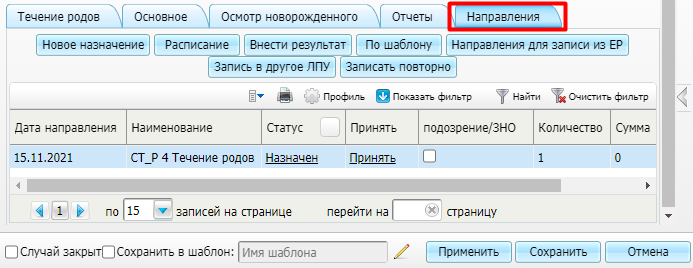 Течение родов Основное Осмотр новорожденного Отчеты Направления
Новое назначение Расписание Внести результат По шаблону Направления для записи из ЕР
Запись в другое ЛПУ Записать повторно
Профиль Показать фильтр Найти Очистить фильтр
Дата направления Наименование Статус Принять подозрение/ЗНО Количество Сумма
15.11.2021 СТ_Р 4 Течение родов Назначен Принять 1 0
1 по 15 записей на странице перейти на страницу
Случай закрыт Сохранить в шаблон: Имя шаблона Применить Сохранить Отмена